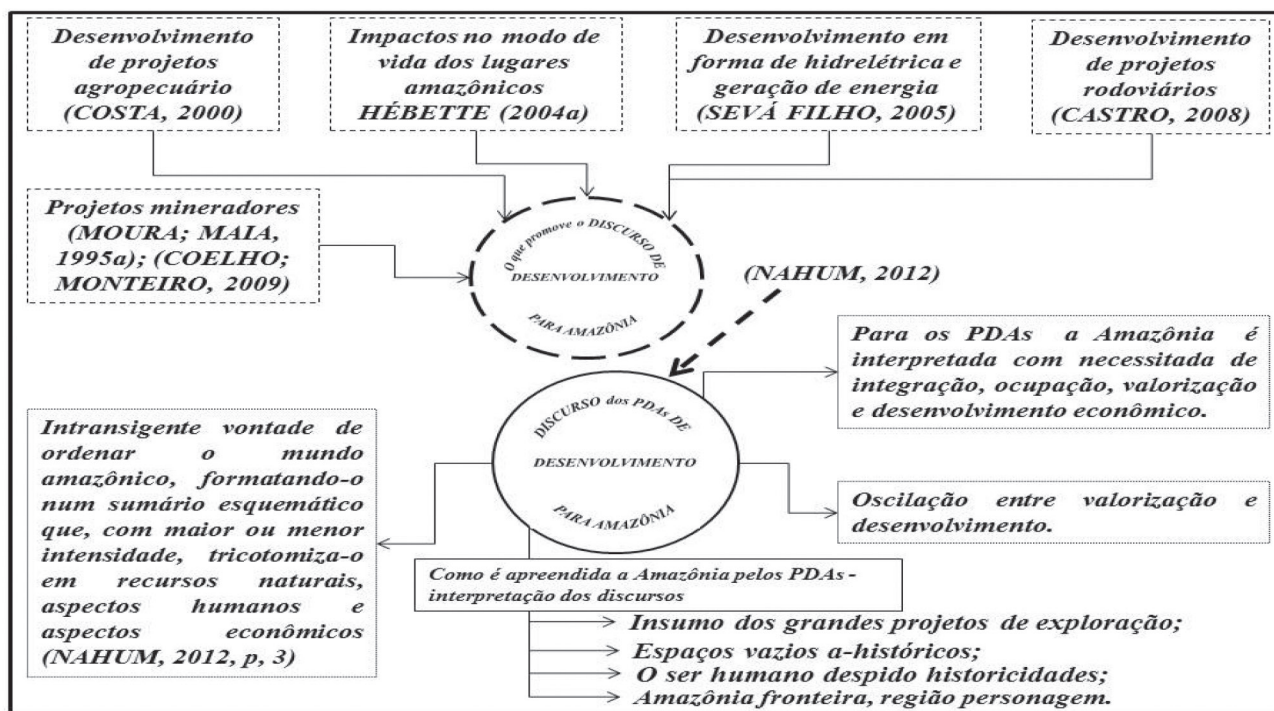 Desenvolvimento
de projetos
agropecuário
(COSTA, 2000)
Impactos no modo de
vida dos lugares
amazônicos
HÉBETTE (2004a)
Desenvolvimento em
forma de hidrelétrica e
geração de energia
(SEVÁ FILHO, 2005)
Desenvolvimento
de projetos
rodoviários
(CASTRO, 2008)
Projetos mineradores
(MOURA; MAIA,
1995a); (COELHO;
MONTEIRO, 2009)
O que promove o DISCURSO DE
DESENVOLVIMENTO
PARA AMAZÔNIA
(NAHUM, 2012)
DISCURSO dos PDAs DE
DESENVOLVIMENTO
PARA AMAZÔNIA
Para os PDAs a Amazônia é
interpretada com necessitada de
integração, ocupação, valorização
e desenvolvimento econômico.
Oscilação entre valorização e
desenvolvimento.
Intransigente vontade de
ordenar o mundo
amazônico, formatando-o
num sumário esquemático
que, com maior ou menor
intensidade, tricotomiza-o
em recursos naturais,
aspectos humanos e
aspectos econômicos
(NAHUM, 2012, p, 3)
Como é apreendida a Amazônia pelos PDAs -
interpretação dos discursos
Insumo dos grandes projetos de exploração;
Espaços vazios a-históricos;
O ser humano despido historicidades;
Amazônia fronteira, região personagem.